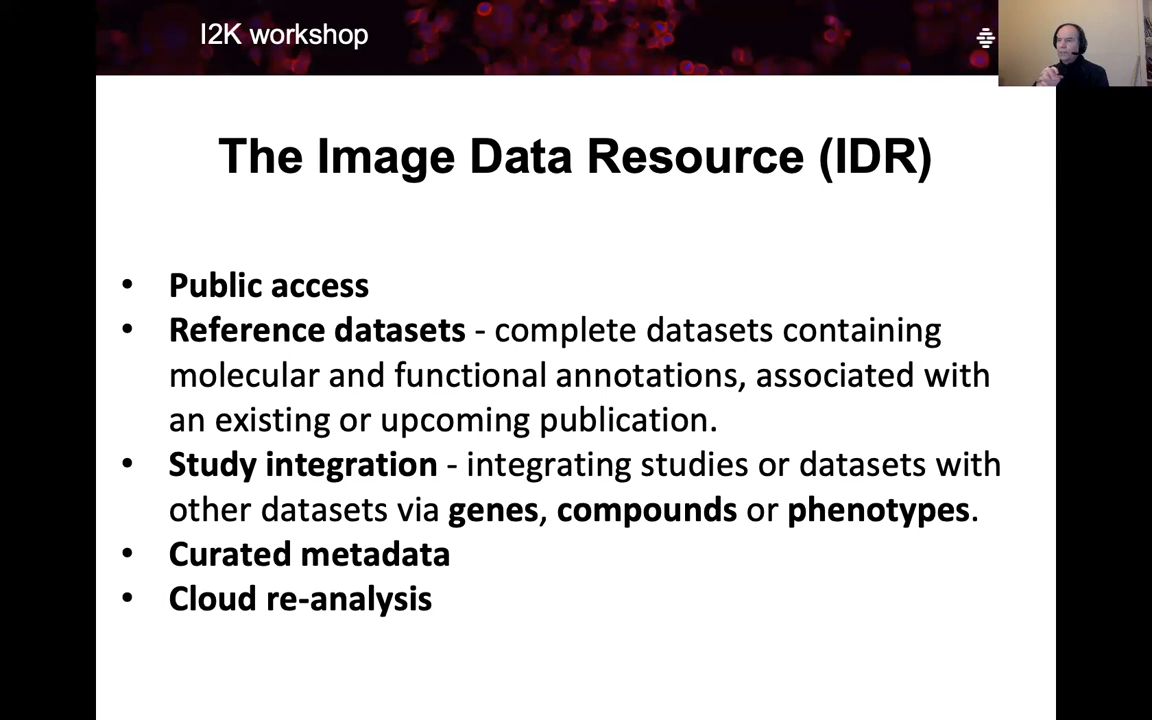 I2K workshop
The Image Data Resource (IDR)
• Public access
• Reference datasets - complete datasets containing
molecular and functional annotations, associated with
an existing or upcoming publication.
• Study integration - integrating studies or datasets with
other datasets via genes, compounds or phenotypes.
• Curated metadata
• Cloud re-analysis